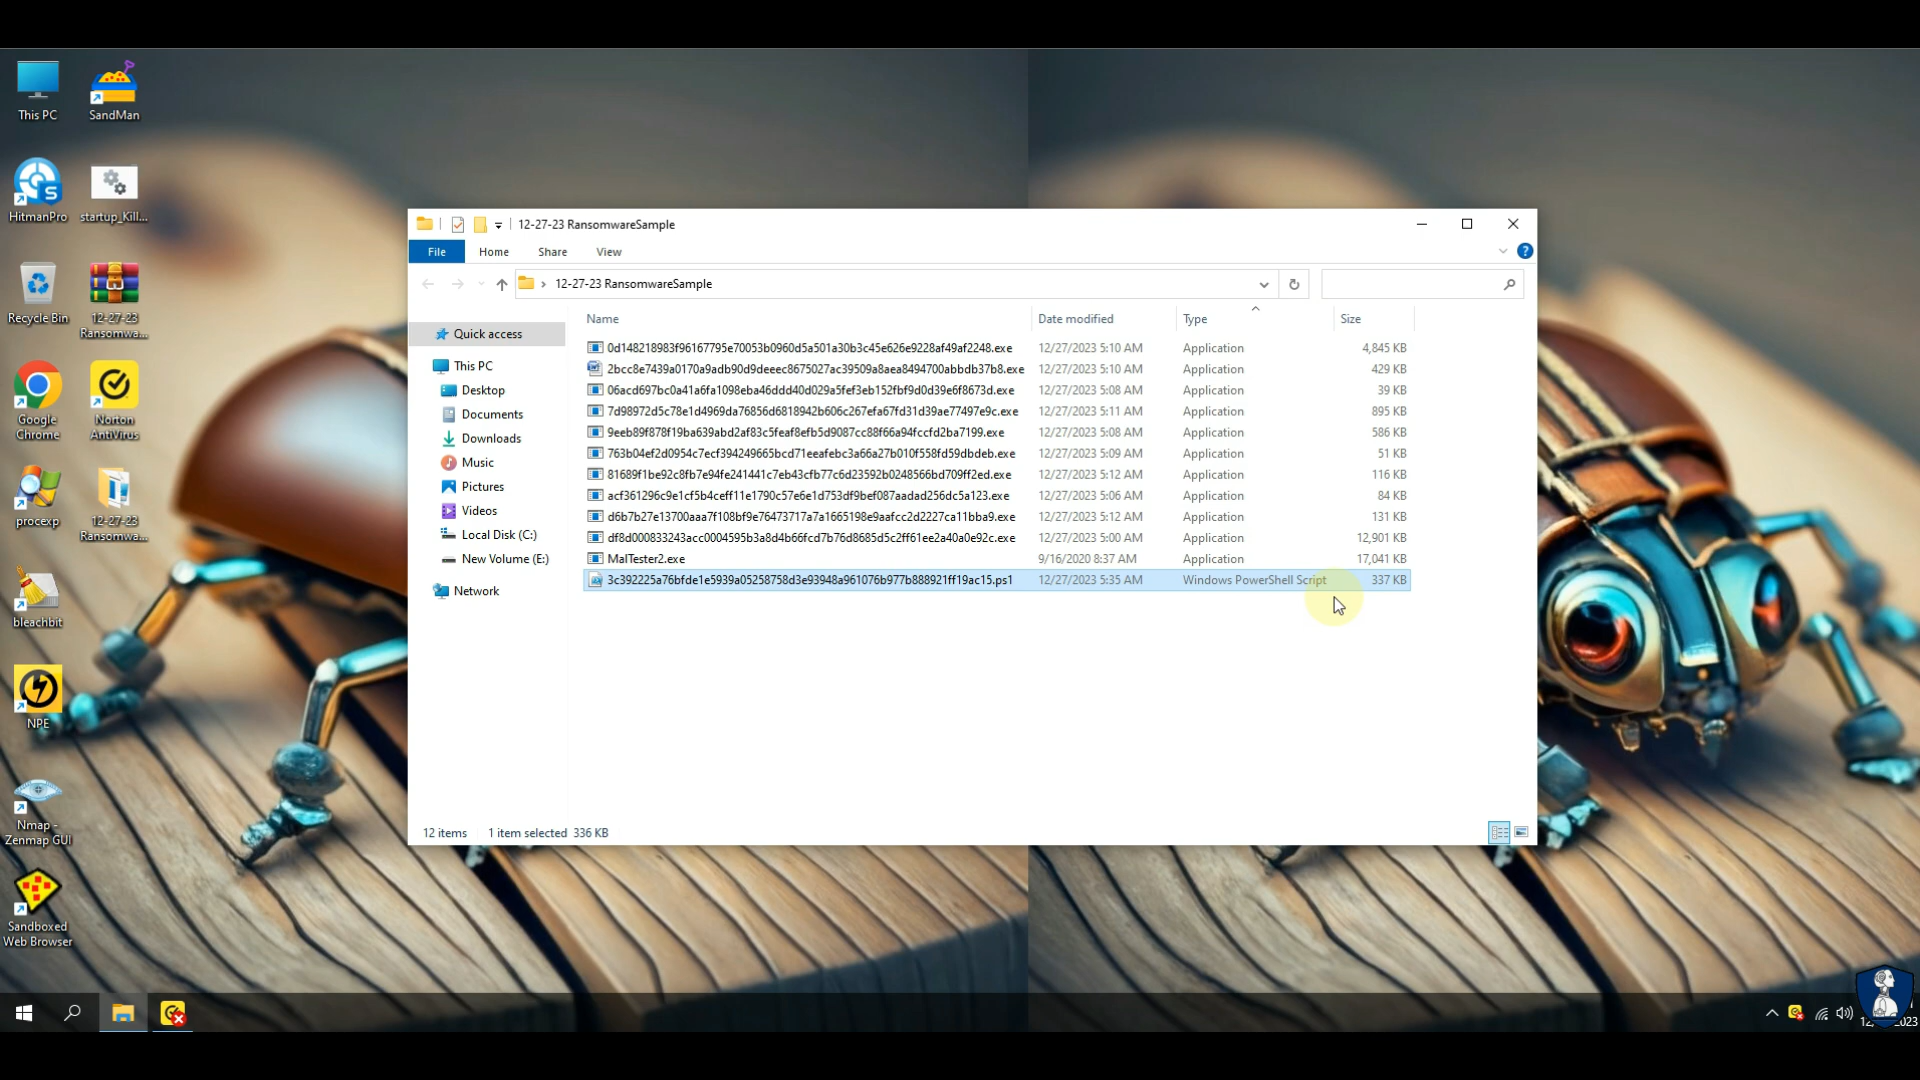 This PC
SandMan
HitmanPro
startup_Kill...
Recycle Bin
12-27-23
Ransomwa...
Google
Chrome
Norton
AntiVirus
procexp
12-27-23
Ransomwa...
bleachbit
NPE
Nmap -
Zenmap GUI
Sandboxed
Web Browser
12-27-23 RansomwareSample
File Home Share View
12-27-23 RansomwareSample
Quick access
This PC
Desktop
Documents
Downloads
Music
Pictures
Videos
Local Disk (C:)
New Volume (E:)
Network
Name Date modified Type Size
0d148218983f96167795e70053b0960d5a501a30b3c45e626e9228af49af2248.exe 12/27/2023 5:10 AM Application 4,845 KB
2bcc8e7439a0170a9adb90d9deeec8675027ac39509a8aea8494700abbdb37b8.exe 12/27/2023 5:10 AM Application 429 KB
06acd697bc0a41a6fa1098eba46ddd40d029a5fef3eb152fbf9d0d39e6f8673d.exe 12/27/2023 5:08 AM Application 39 KB
7d98972d5c78e1d4969da76856d6818942b606c267efa67fd31d39ae77497e9c.exe 12/27/2023 5:11 AM Application 895 KB
9eeb89f878f19ba639abd2af83c5feaf8efb5d9087cc88f66a94fccfd2ba7199.exe 12/27/2023 5:08 AM Application 586 KB
763b04ef2d0954c7ecf394249665bcd71eeafebc3a66a27b010f558fd59dbdeb.exe 12/27/2023 5:09 AM Application 51 KB
81689f1be92c8fb7e94fe241441c7eb43cfb77c6d23592b0248566bd709ff2ed.exe 12/27/2023 5:12 AM Application 116 KB
acf361296c9e1cf5b4ceff11e1790c57e6e1d753df9bef087aadad256dc5a123.exe 12/27/2023 5:06 AM Application 84 KB
d6b7b27e13700aaa7f108bf9e76473717a7a1665198e9aafcc2d2227ca11bba9.exe 12/27/2023 5:12 AM Application 131 KB
df8d000833243acc0004595b3a8d4b66fcd7b76d8685d5c2ff61ee2a40a0e92c.exe 12/27/2023 5:00 AM Application 12,901 KB
MalTester2.exe 9/16/2020 8:37 AM Application 17,041 KB
3c392225a76bfde1e5939a05258758d3e93948a961076b977b888921ff19ac15.ps1 12/27/2023 5:35 AM Windows PowerShell Script 337 KB
12 items 1 item selected 336 KB